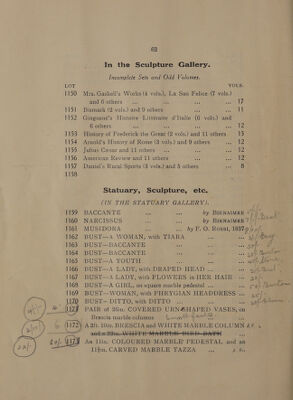 62
In the Sculpture Gallery.
Incomplete Sets and Odd Volumes.
LOT VOLS.
1150 Mrs. Gaskell's Works (4 vols.), La San Felice (7 vols.)
and 6 others ... ... ... 17
1151 Bismark (2 vols.) and 9 others ... ... 11
1152 Ginguené's Histoire Litteraire d'Italie (6 vols.) and
6 others ... ... ... 12
1153 History of Frederick the Great (2 vols.) and 11 others 13
1154 Arnold's History of Rome (3 vols.) and 9 others 12
1155 Julius Cæsar and 11 others ... ... 12
1156 American Review and 11 others ... 12
1157 Daniel's Rural Sports (3 vols.) and 5 others ... 8
1158
Statuary, Sculpture, etc.
(IN THE STATUARY GALLERY).
1159 BACCANTE ... ... by BIENAIMEE
1160 NARCISSUS ... ... by BIENAIMEE
1161 MUSIDORA ... by P. O. ROSSI, 1837
1162 BUST—A WOMAN, with TIARA ...
1163 BUST—BACCANTE ... ...
1164 BUST—BACCANTE ... ...
1165 BUST—A YOUTH ... ...
1166 BUST—A LADY, with DRAPED HEAD ...
1167 BUST—A LADY, with FLOWERS in HER HAIR
1168 BUST—A GIRL, on square marble pedestal ...
1169 BUST—WOMAN, with PHRYGIAN HEADDRESS
1170 BUST—DITTO, with DITTO ... ...
1171 PAIR of 26in. COVERED URN SHAPED VASES, on
Brescia marble columns
1172 A 3ft. 10in. BRESCIA and WHITE MARBLE COLUMN
1173 An 11in. COLOURED MARBLE PEDESTAL and an
11½in. CARVED MARBLE TAZZA ...